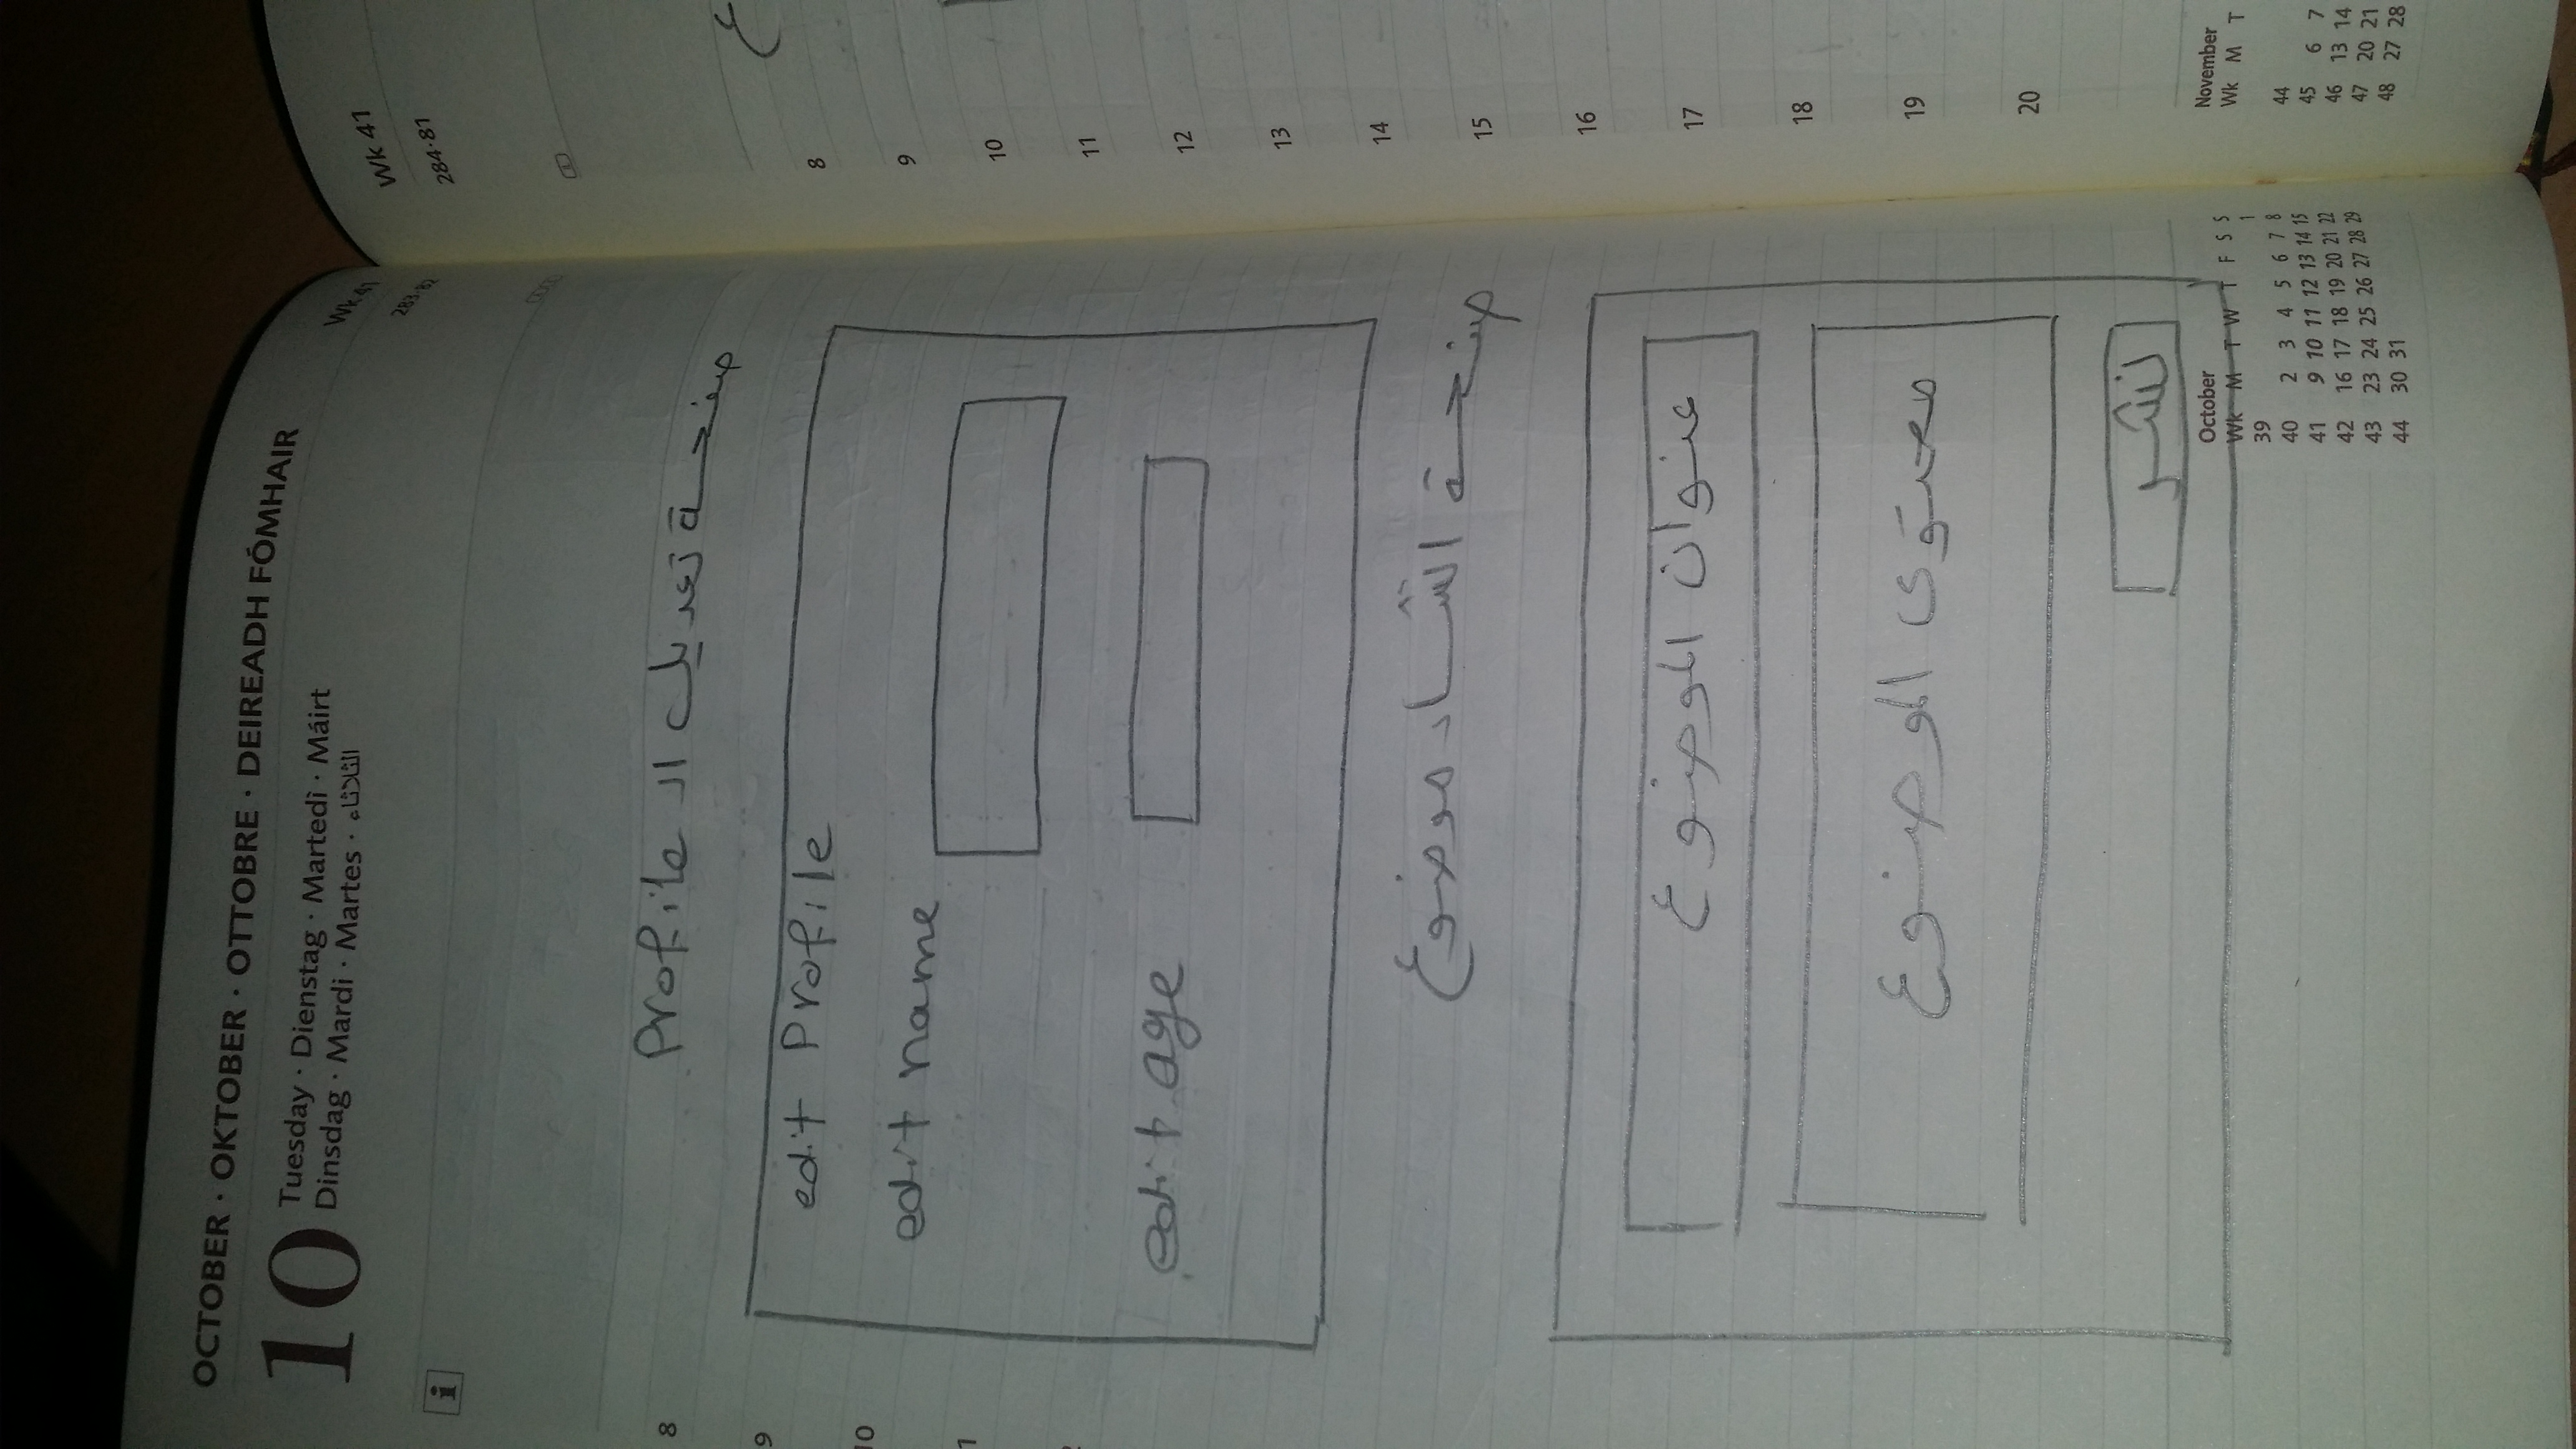 OCTOBER · OKTOBER · OTTOBRE · DEIREADH FÓMHAIR
10
Tuesday · Dienstag · Martedì · Máirt
Dinsdag · Mardi · Martes · الثلاثاء
Wk 41
283·82
i
8
9
10
صفحة تعديل ال Profile
edit Profile
edit name
edit age
صفحة انشاء موضوع
عنوان الموضوع
محتوى الموضوع
نشر
October
Wk M T W T F S S
39 1
40 2 3 4 5 6 7 8
41 9 10 11 12 13 14 15
42 16 17 18 19 20 21 22
43 23 24 25 26 27 28 29
44 30 31
Wk 41
284·81
8
9
10
11
12
13
14
15
16
17
18
19
20
November
Wk M T
44
45 6 7
46 13 14
47 20 21
48 27 28